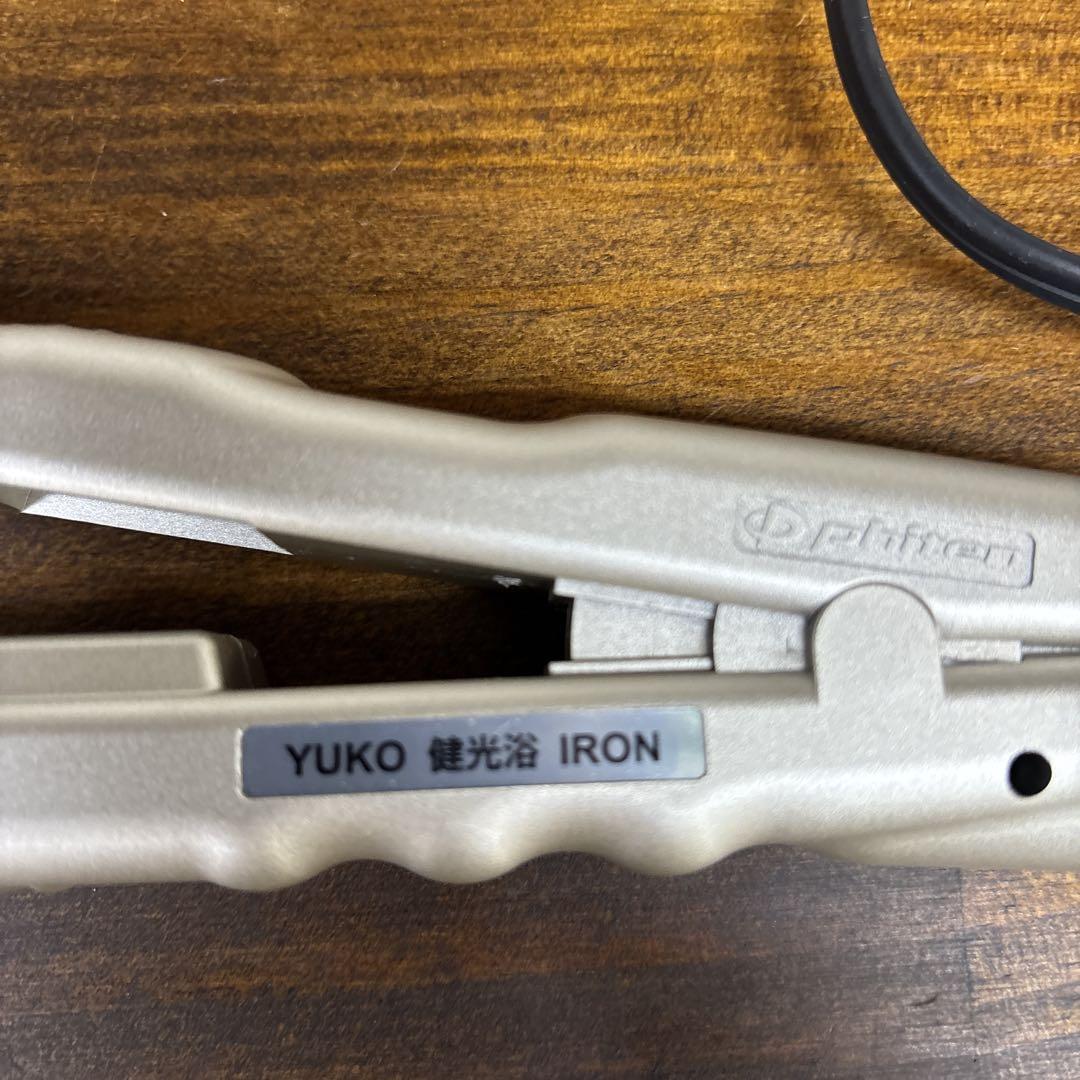 phiten
YUKO 健光浴 IRON